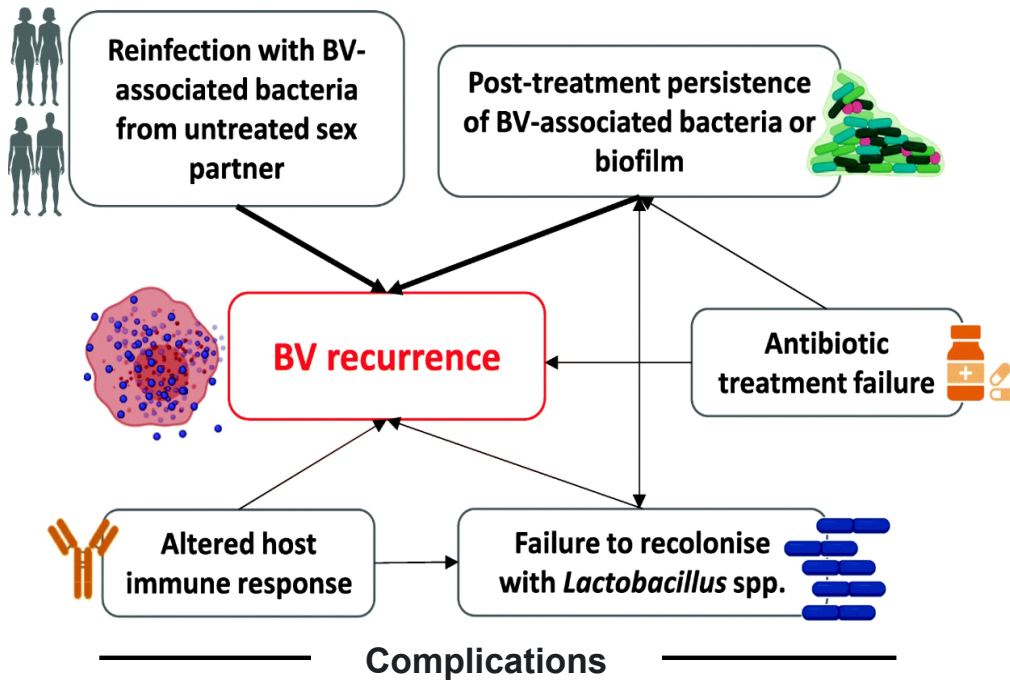 Reinfection with BV-
associated bacteria
from untreated sex
partner
Post-treatment persistence
of BV-associated bacteria or
biofilm
BV recurrence
Antibiotic
treatment failure
Altered host
immune response
Failure to recolonise
with Lactobacillus spp.
Complications